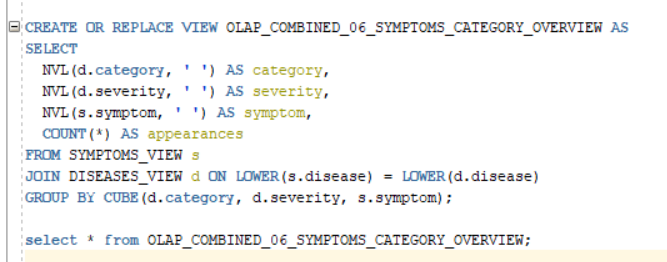 CREATE OR REPLACE VIEW OLAP_COMBINED_06_SYMPTOMS_CATEGORY_OVERVIEW AS
SELECT
NVL(d.category, ' ') AS category,
NVL(d.severity, ' ') AS severity,
NVL(s.symptom, ' ') AS symptom,
COUNT(*) AS appearances
FROM SYMPTOMS_VIEW s
JOIN DISEASES_VIEW d ON LOWER(s.disease) = LOWER(d.disease)
GROUP BY CUBE(d.category, d.severity, s.symptom);
select * from OLAP_COMBINED_06_SYMPTOMS_CATEGORY_OVERVIEW;